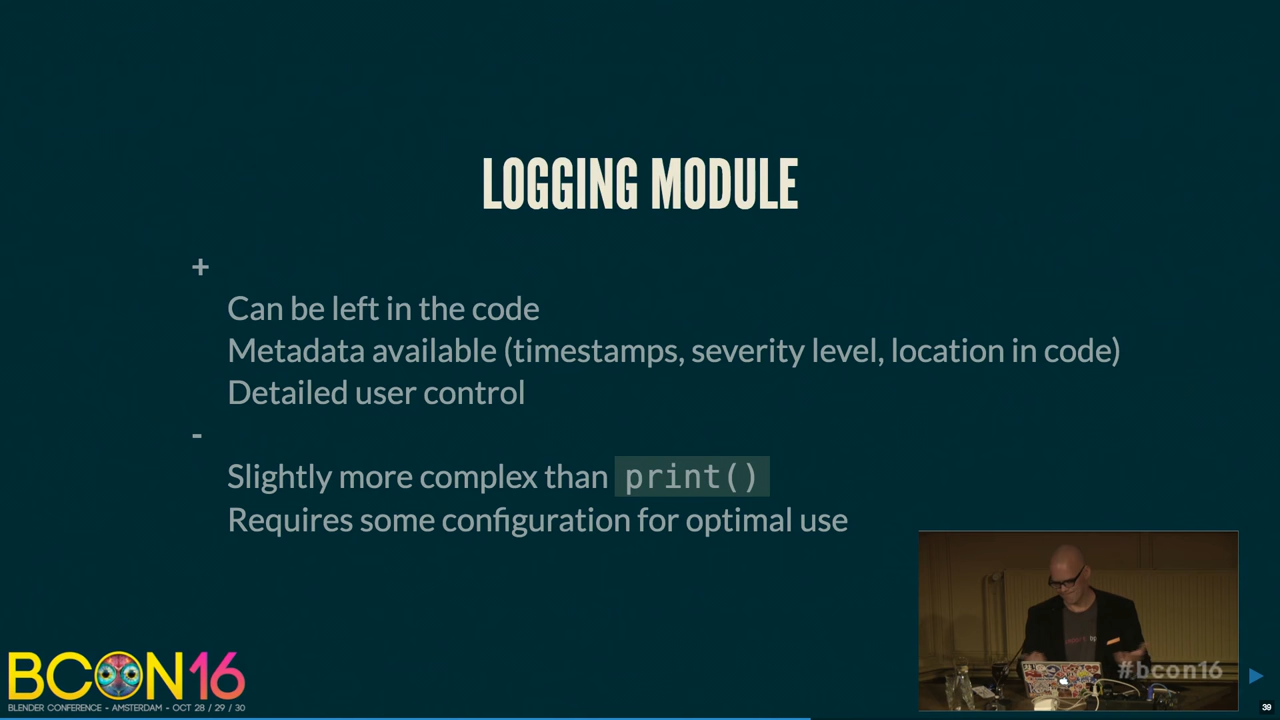 LOGGING MODULE
+
Can be left in the code
Metadata available (timestamps, severity level, location in code)
Detailed user control
-
Slightly more complex than print()
Requires some configuration for optimal use
#bcon16
BCON16
BLENDER CONFERENCE - AMSTERDAM - OCT 28 / 29 / 30
39